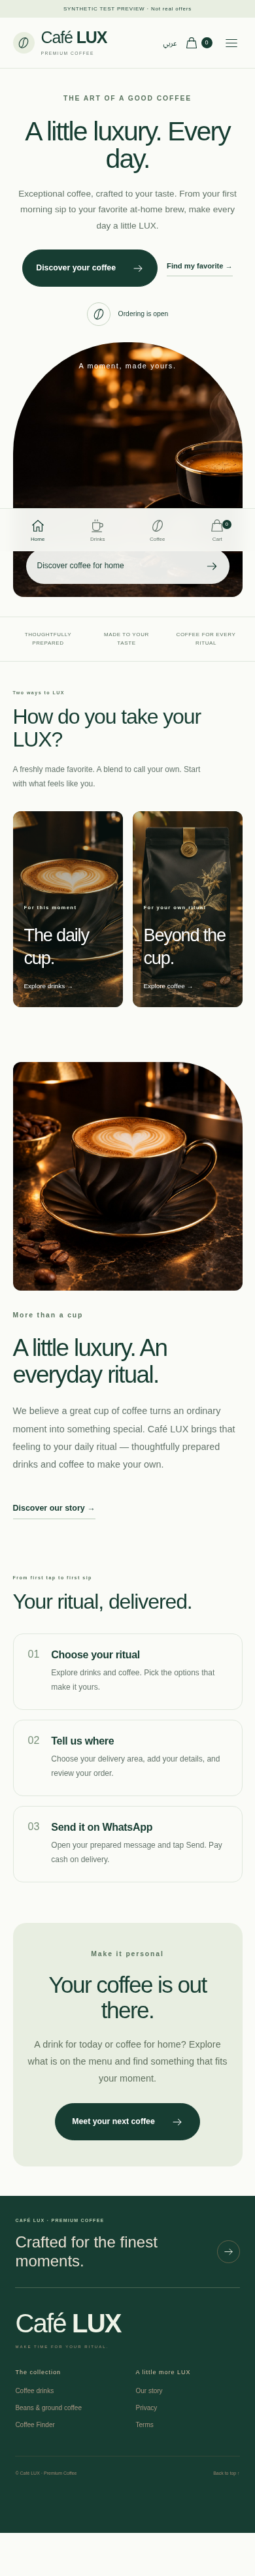 SYNTHETIC TEST PREVIEW · Not real offers
Café LUX
PREMIUM COFFEE
عربي
0
THE ART OF A GOOD COFFEE
A little luxury. Every
day.
Exceptional coffee, crafted to your taste. From your first
morning sip to your favorite at-home brew, make every
day a little LUX.
Discover your coffee →
Find my favorite →
Ordering is open
A moment, made yours.
Home
Drinks
Coffee
0
Cart
Discover coffee for home →
THOUGHTFULLY
PREPARED
MADE TO YOUR
TASTE
COFFEE FOR EVERY
RITUAL
Two ways to LUX
How do you take your
LUX?
A freshly made favorite. A blend to call your own. Start
with what feels like you.
For this moment
The daily
cup.
Explore drinks →
For your own ritual
Beyond the
cup.
Explore coffee →
More than a cup
A little luxury. An
everyday ritual.
We believe a great cup of coffee turns an ordinary
moment into something special. Café LUX brings that
feeling to your daily ritual — thoughtfully prepared
drinks and coffee to make your own.
Discover our story →
From first tap to first sip
Your ritual, delivered.
01 Choose your ritual
Explore drinks and coffee. Pick the options that
make it yours.
02 Tell us where
Choose your delivery area, add your details, and
review your order.
03 Send it on WhatsApp
Open your prepared message and tap Send. Pay
cash on delivery.
Make it personal
Your coffee is out
there.
A drink for today or coffee for home? Explore
what is on the menu and find something that fits
your moment.
Meet your next coffee →
CAFÉ LUX · PREMIUM COFFEE
Crafted for the finest
moments.
→
Café LUX
MAKE TIME FOR YOUR RITUAL.
The collection
Coffee drinks
Beans & ground coffee
Coffee Finder
A little more LUX
Our story
Privacy
Terms
© Café LUX · Premium Coffee
Back to top ↑